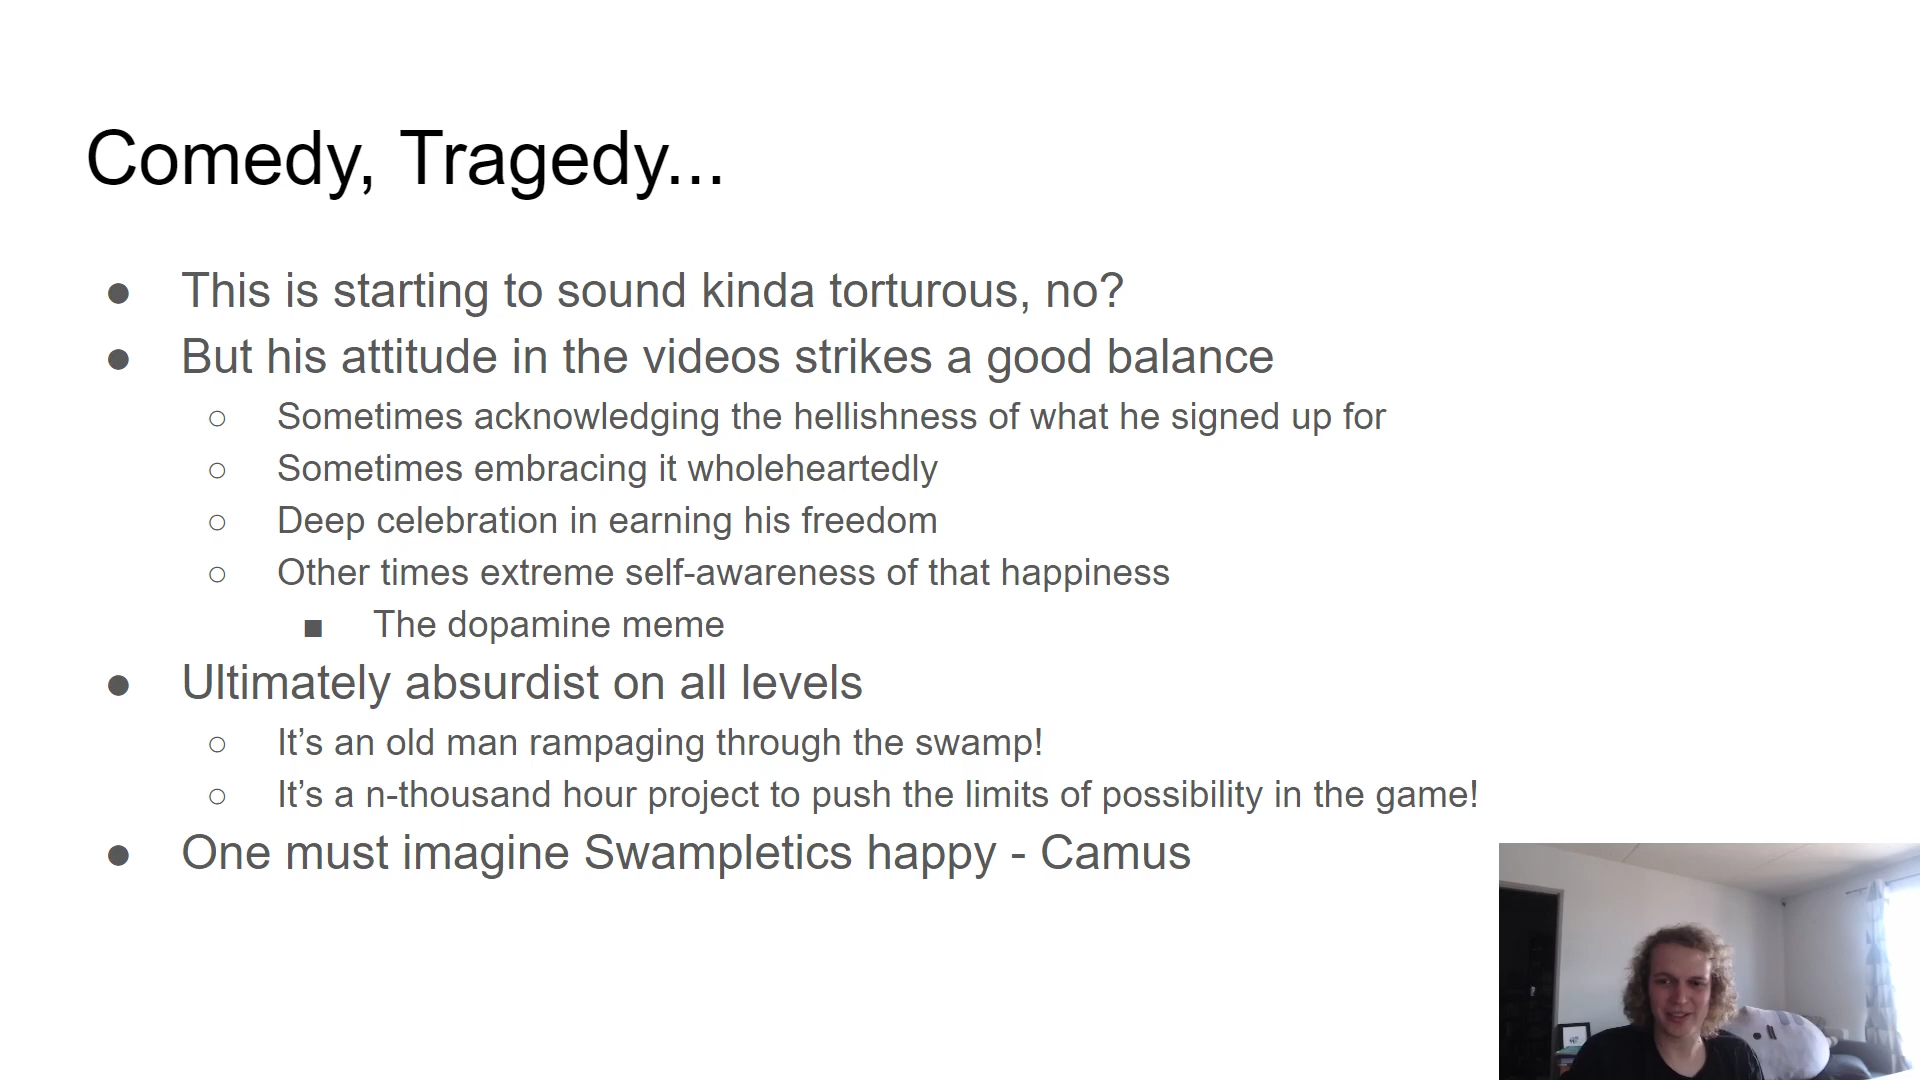 Comedy, Tragedy...
● This is starting to sound kinda torturous, no?
● But his attitude in the videos strikes a good balance
○ Sometimes acknowledging the hellishness of what he signed up for
○ Sometimes embracing it wholeheartedly
○ Deep celebration in earning his freedom
○ Other times extreme self-awareness of that happiness
■ The dopamine meme
● Ultimately absurdist on all levels
○ It’s an old man rampaging through the swamp!
○ It’s a n-thousand hour project to push the limits of possibility in the game!
● One must imagine Swampletics happy - Camus